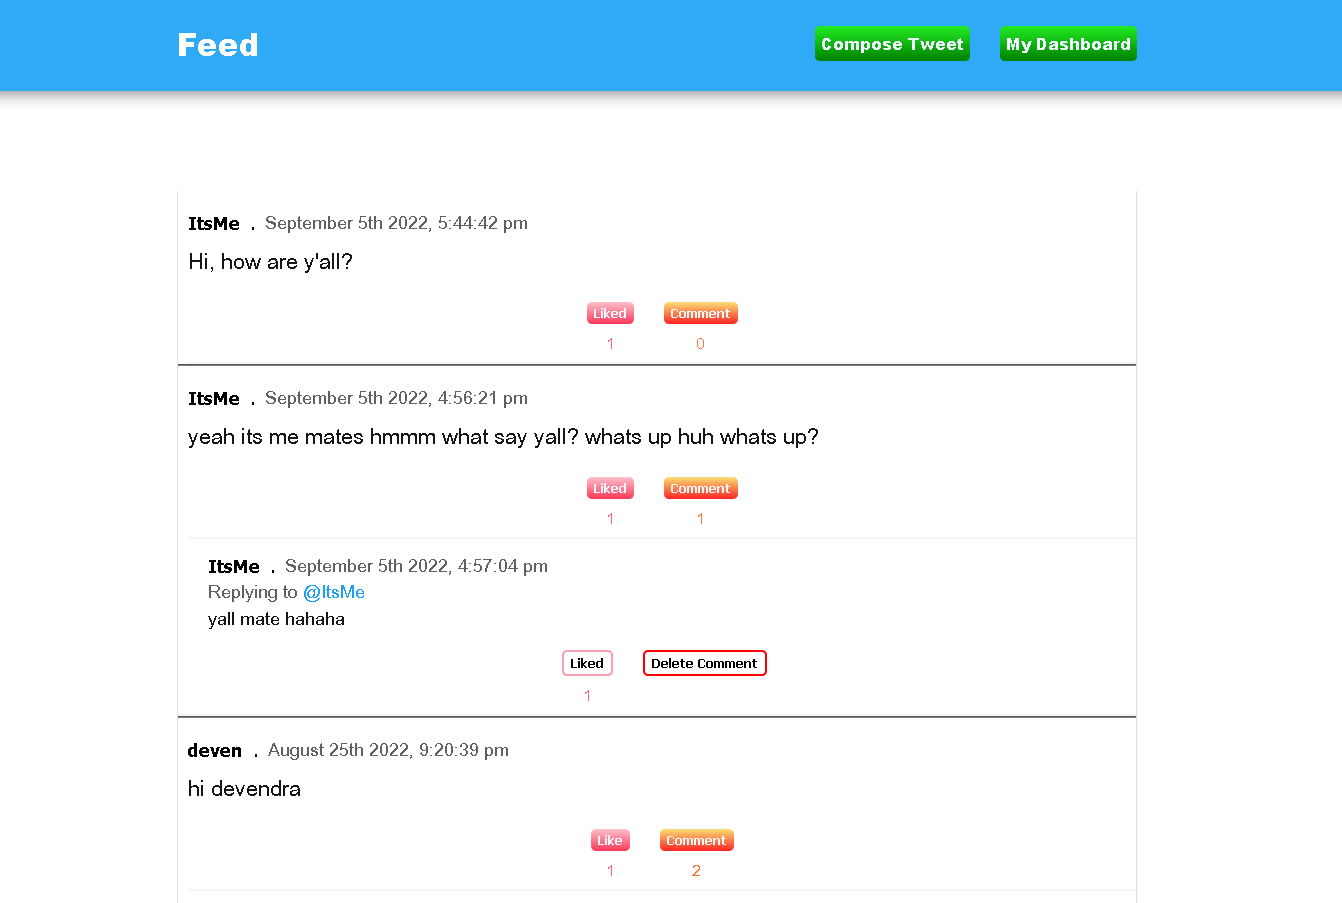 Feed
Compose Tweet
My Dashboard
ItsMe . September 5th 2022, 5:44:42 pm
Hi, how are y'all?
Liked Comment
1 0
ItsMe . September 5th 2022, 4:56:21 pm
yeah its me mates hmmm what say yall? whats up huh whats up?
Liked Comment
1 1
ItsMe . September 5th 2022, 4:57:04 pm
Replying to @ItsMe
yall mate hahaha
Liked Delete Comment
1
deven . August 25th 2022, 9:20:39 pm
hi devendra
Like Comment
1 2